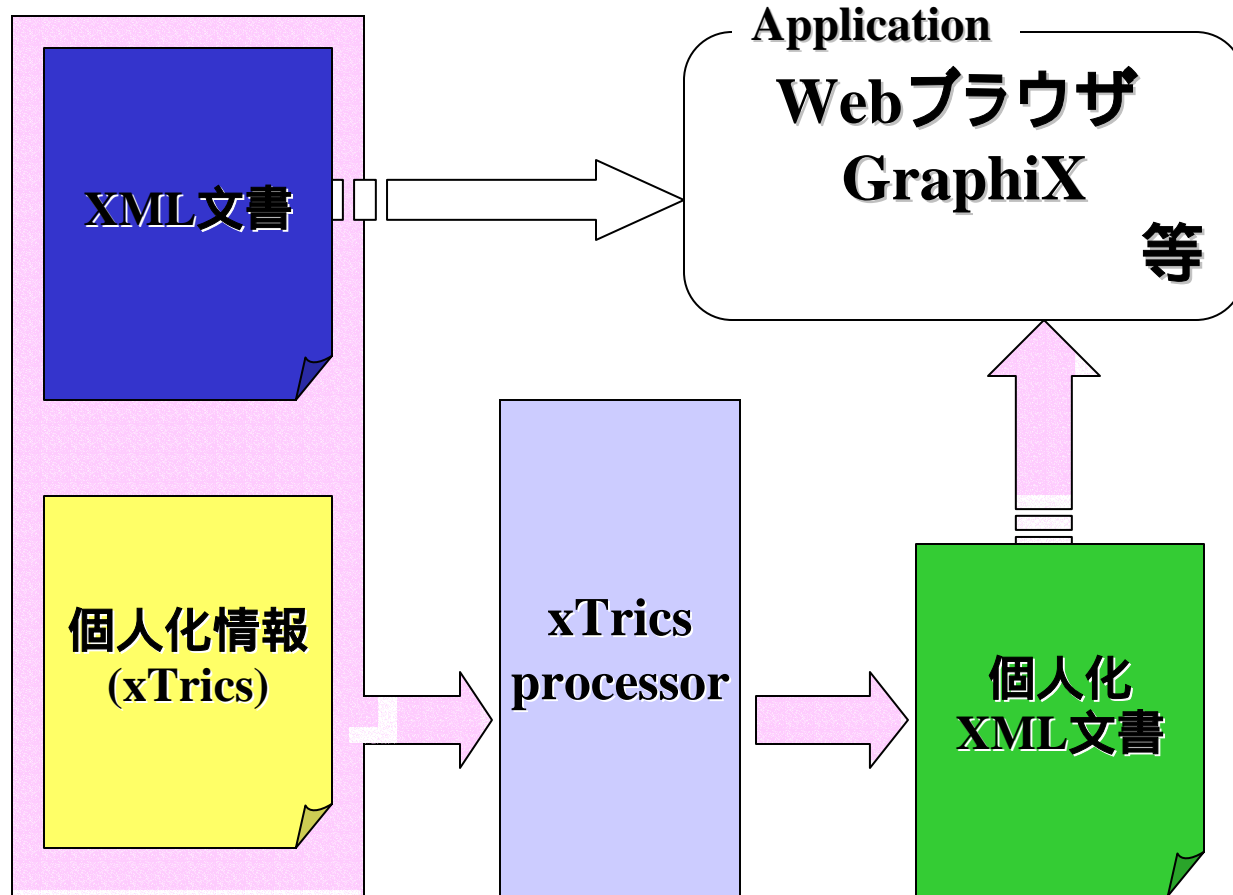 Application
Webブラウザ
GraphiX
等
XML文書
個人化情報
(xTrics)
xTrics
processor
個人化
XML文書